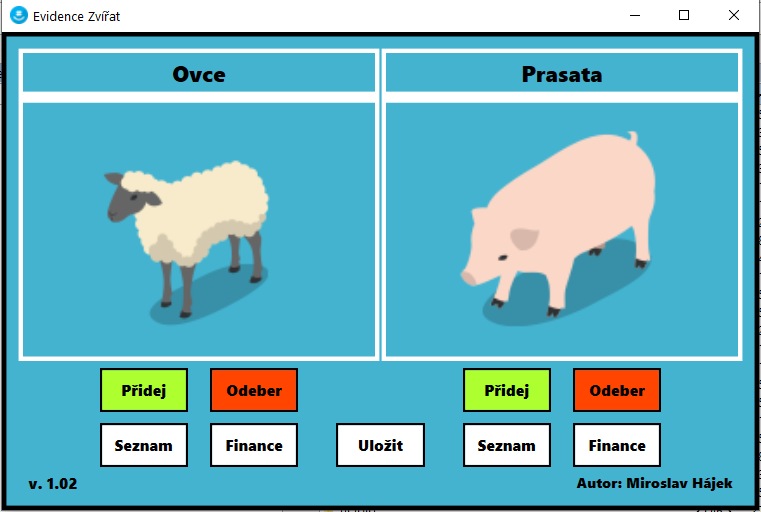 Evidence Zvířat
Ovce
Prasata
Přidej
Odeber
Přidej
Odeber
Seznam
Finance
Uložit
Seznam
Finance
v. 1.02
Autor: Miroslav Hájek